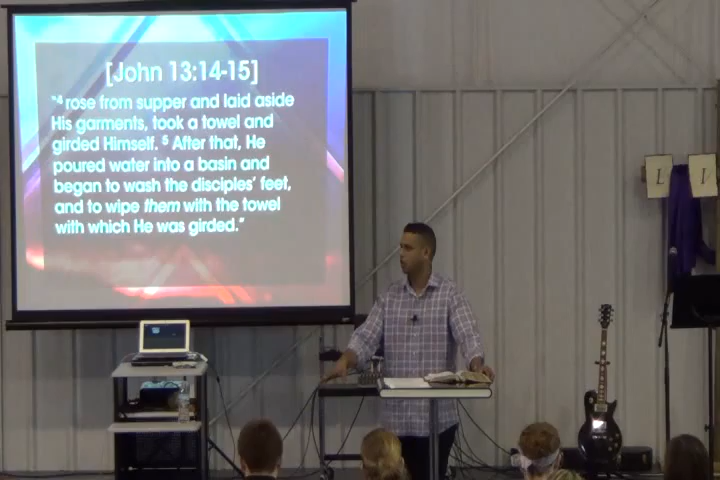 [John 13:14-15]
"⁴ rose from supper and laid aside
His garments, took a towel and
girded Himself. ⁵ After that, He
poured water into a basin and
began to wash the disciples' feet,
and to wipe them with the towel
with which He was girded."
L